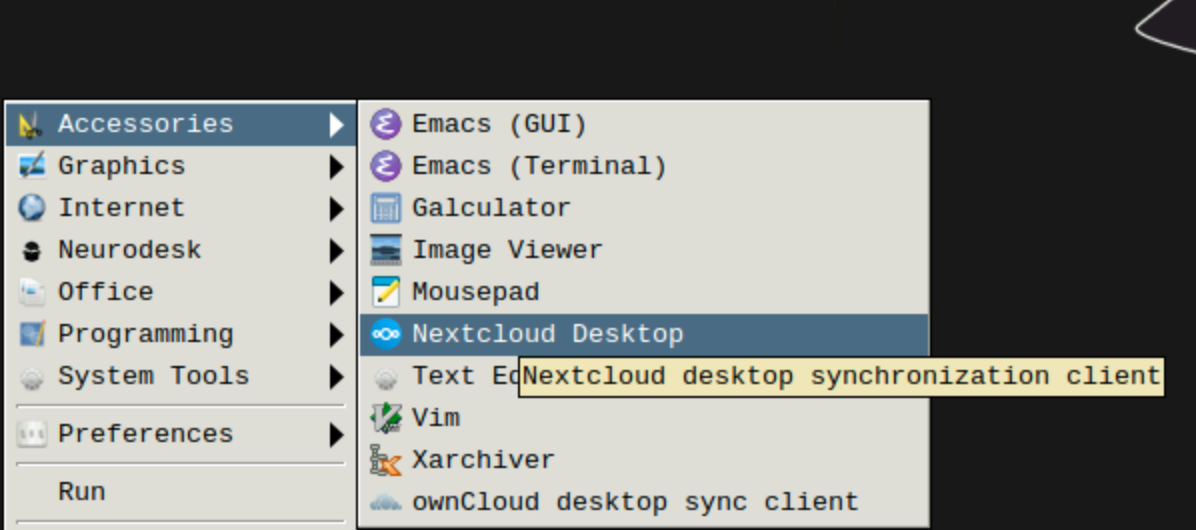 Accessories
Graphics
Internet
Neurodesk
Office
Programming
System Tools
Preferences
Run
Emacs (GUI)
Emacs (Terminal)
Galculator
Image Viewer
Mousepad
Nextcloud Desktop
Text
Nextcloud desktop synchronization client
Vim
Xarchiver
ownCloud desktop sync client